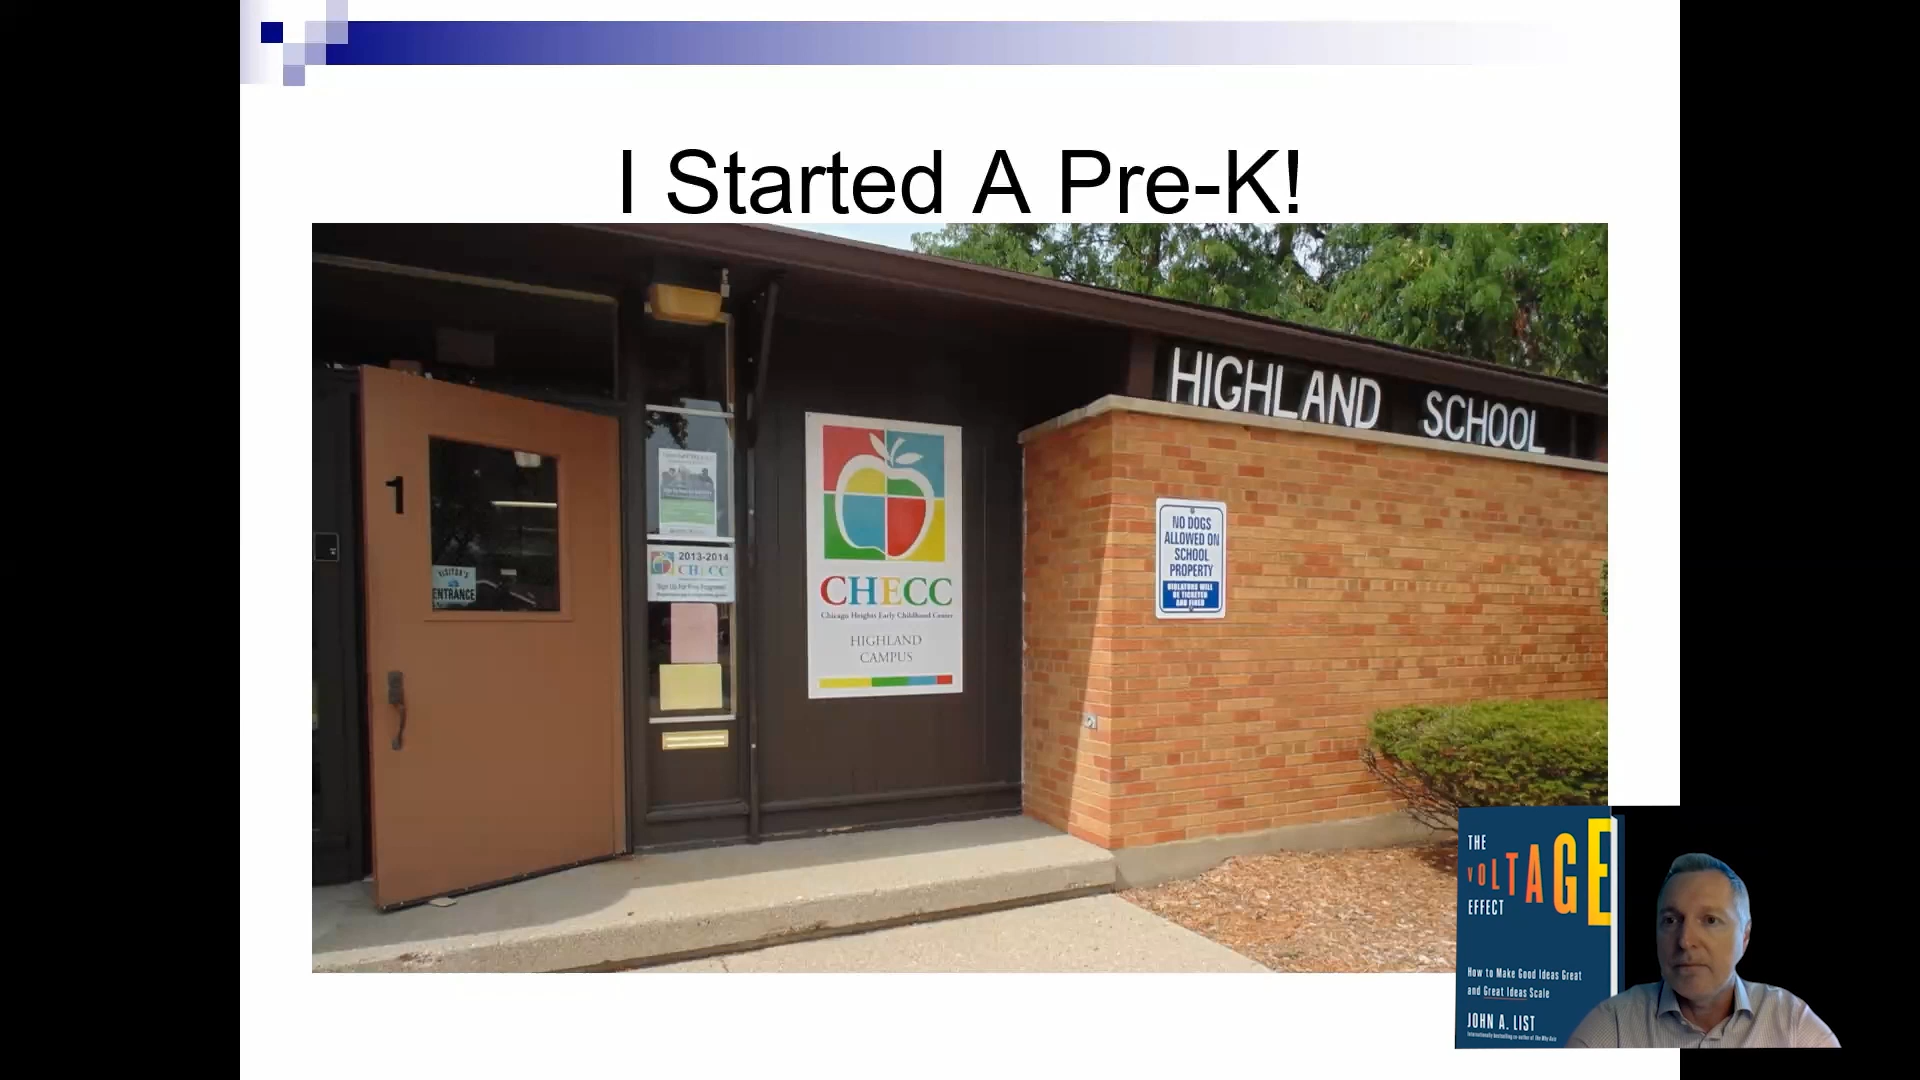 I Started A Pre-K!
HIGHLAND SCHOOL
1
VISITOR'S
ENTRANCE
2013-2014
CHECC
CHECC
Chicago Heights Early Childhood Center
HIGHLAND
CAMPUS
NO DOGS
ALLOWED ON
SCHOOL
PROPERTY
VIOLATORS WILL
BE TICKETED
AND FINED
THE
VOLTAGE
EFFECT
How to Make Good Ideas Great
and Great Ideas Scale
JOHN A. LIST